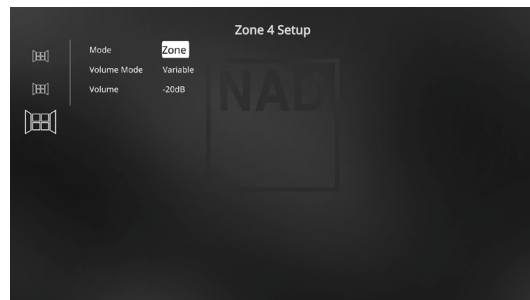 Zone 4 Setup
Mode Zone
Volume Mode Variable
Volume -20dB
NAD